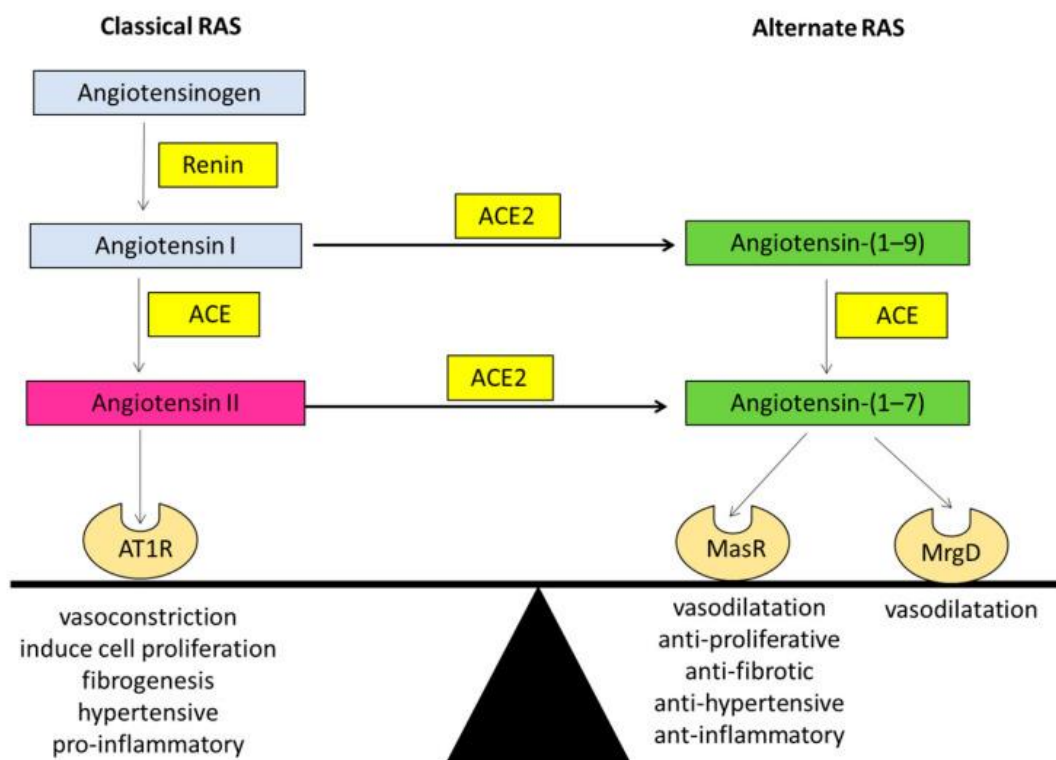 Classical RAS
Alternate RAS
Angiotensinogen
Renin
Angiotensin I
ACE2
Angiotensin-(1–9)
ACE
ACE
Angiotensin II
ACE2
Angiotensin-(1–7)
AT1R
MasR
MrgD
vasoconstriction
induce cell proliferation
fibrogenesis
hypertensive
pro-inflammatory
vasodilatation
anti-proliferative
anti-fibrotic
anti-hypertensive
ant-inflammatory
vasodilatation